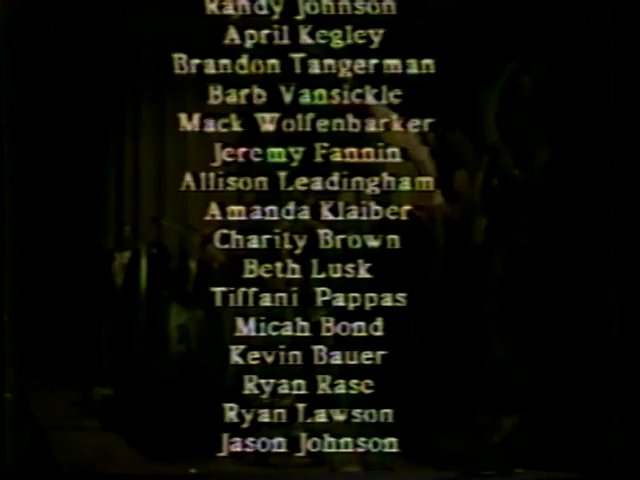 Randy Johnson
April Kegley
Brandon Tangerman
Barb Vansickle
Mack Wolfenbarker
Jeremy Fannin
Allison Leadingham
Amanda Klaiber
Charity Brown
Beth Lusk
Tiffani Pappas
Micah Bond
Kevin Bauer
Ryan Rase
Ryan Lawson
Jason Johnson